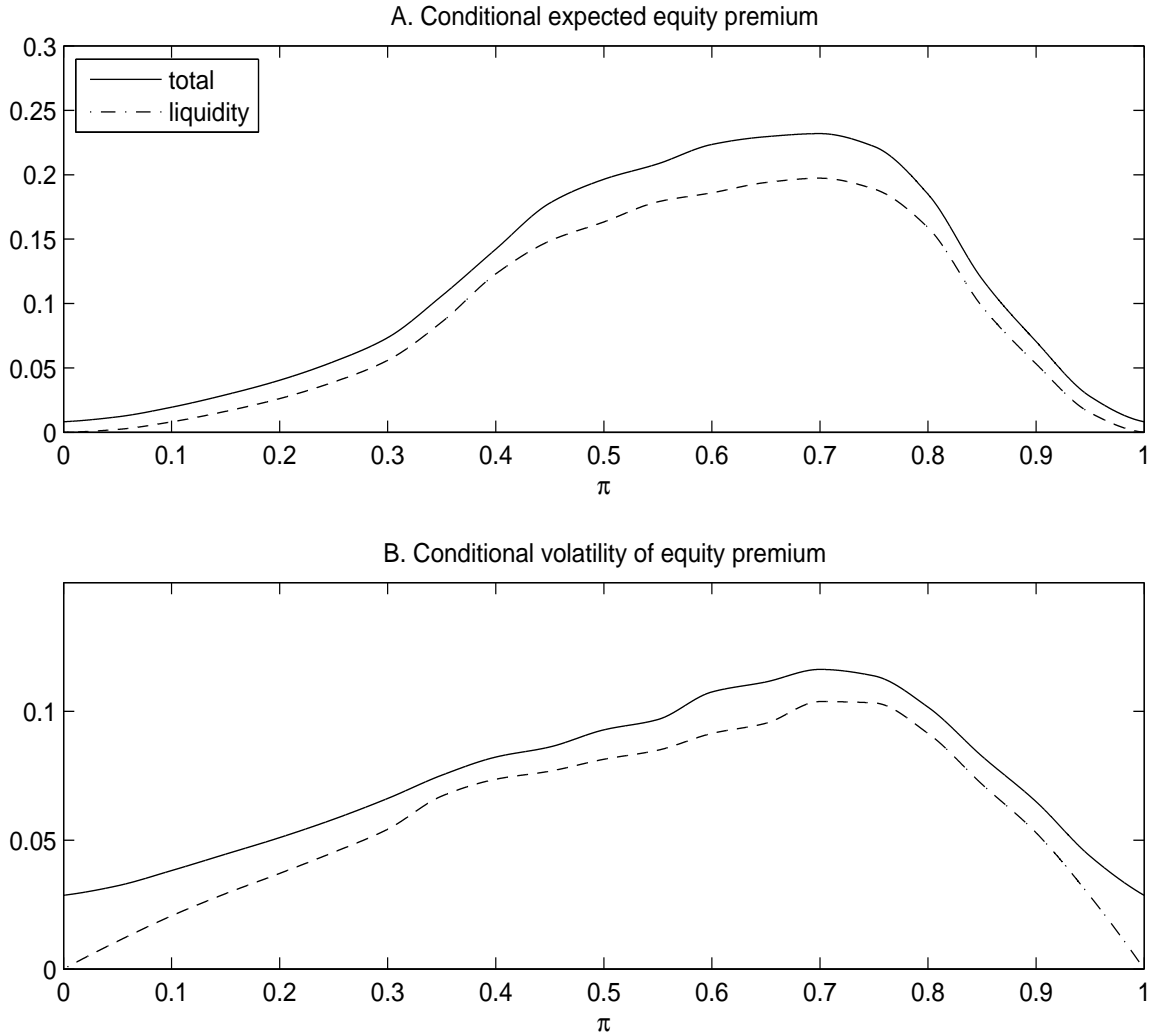 A. Conditional expected equity premium
0.3
0.25
0.2
0.15
0.1
0.05
0
total
liquidity
0 0.1 0.2 0.3 0.4 0.5 0.6 0.7 0.8 0.9 1
π
B. Conditional volatility of equity premium
0.1
0.05
0
0 0.1 0.2 0.3 0.4 0.5 0.6 0.7 0.8 0.9 1
π